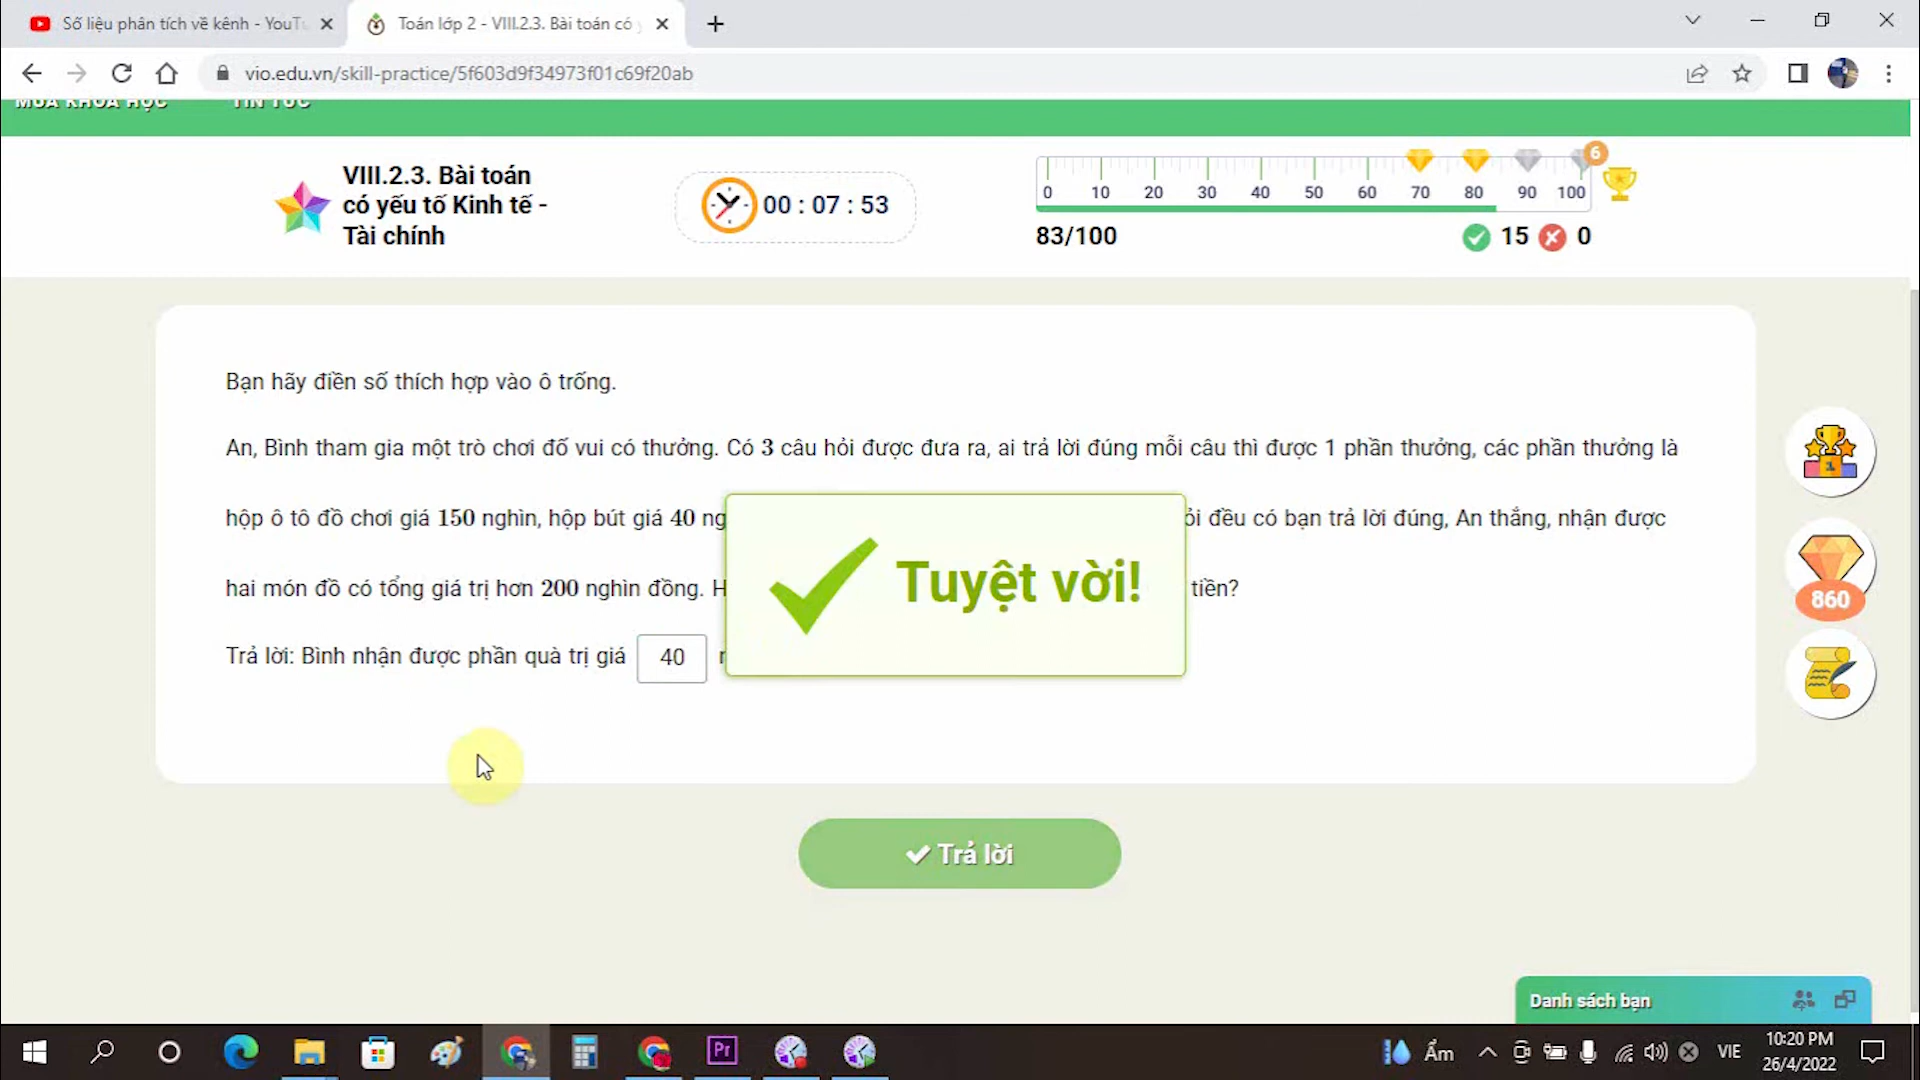 Số liệu phân tích về kênh - YouTu
Toán lớp 2 - VIII.2.3. Bài toán có
vio.edu.vn/skill-practice/5f603d9f34973f01c69f20ab
MUA KHÓA HỌC
TIN TỨC
VIII.2.3. Bài toán
có yếu tố Kinh tế -
Tài chính
00 : 07 : 53
0 10 20 30 40 50 60 70 80 90 100
6
83/100
15
0
Bạn hãy điền số thích hợp vào ô trống.
An, Bình tham gia một trò chơi đố vui có thưởng. Có 3 câu hỏi được đưa ra, ai trả lời đúng mỗi câu thì được 1 phần thưởng, các phần thưởng là
hộp ô tô đồ chơi giá 150 nghìn, hộp bút giá 40 ng
ỏi đều có bạn trả lời đúng, An thắng, nhận được
hai món đồ có tổng giá trị hơn 200 nghìn đồng. H
tiền?
Tuyệt vời!
Trả lời: Bình nhận được phần quà trị giá 40
1
860
Trả lời
Danh sách bạn
Pr
Ẩm
VIE
10:20 PM
26/4/2022